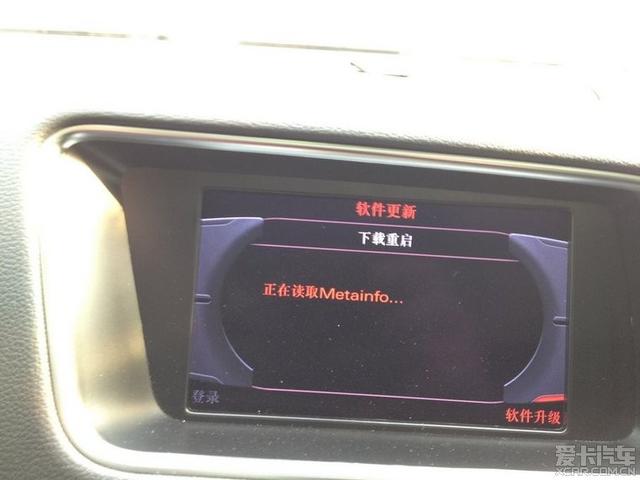 软件更新
下载重启
正在读取Metainfo...
登录
软件升级
爱卡汽车
XCAR.COM.CN